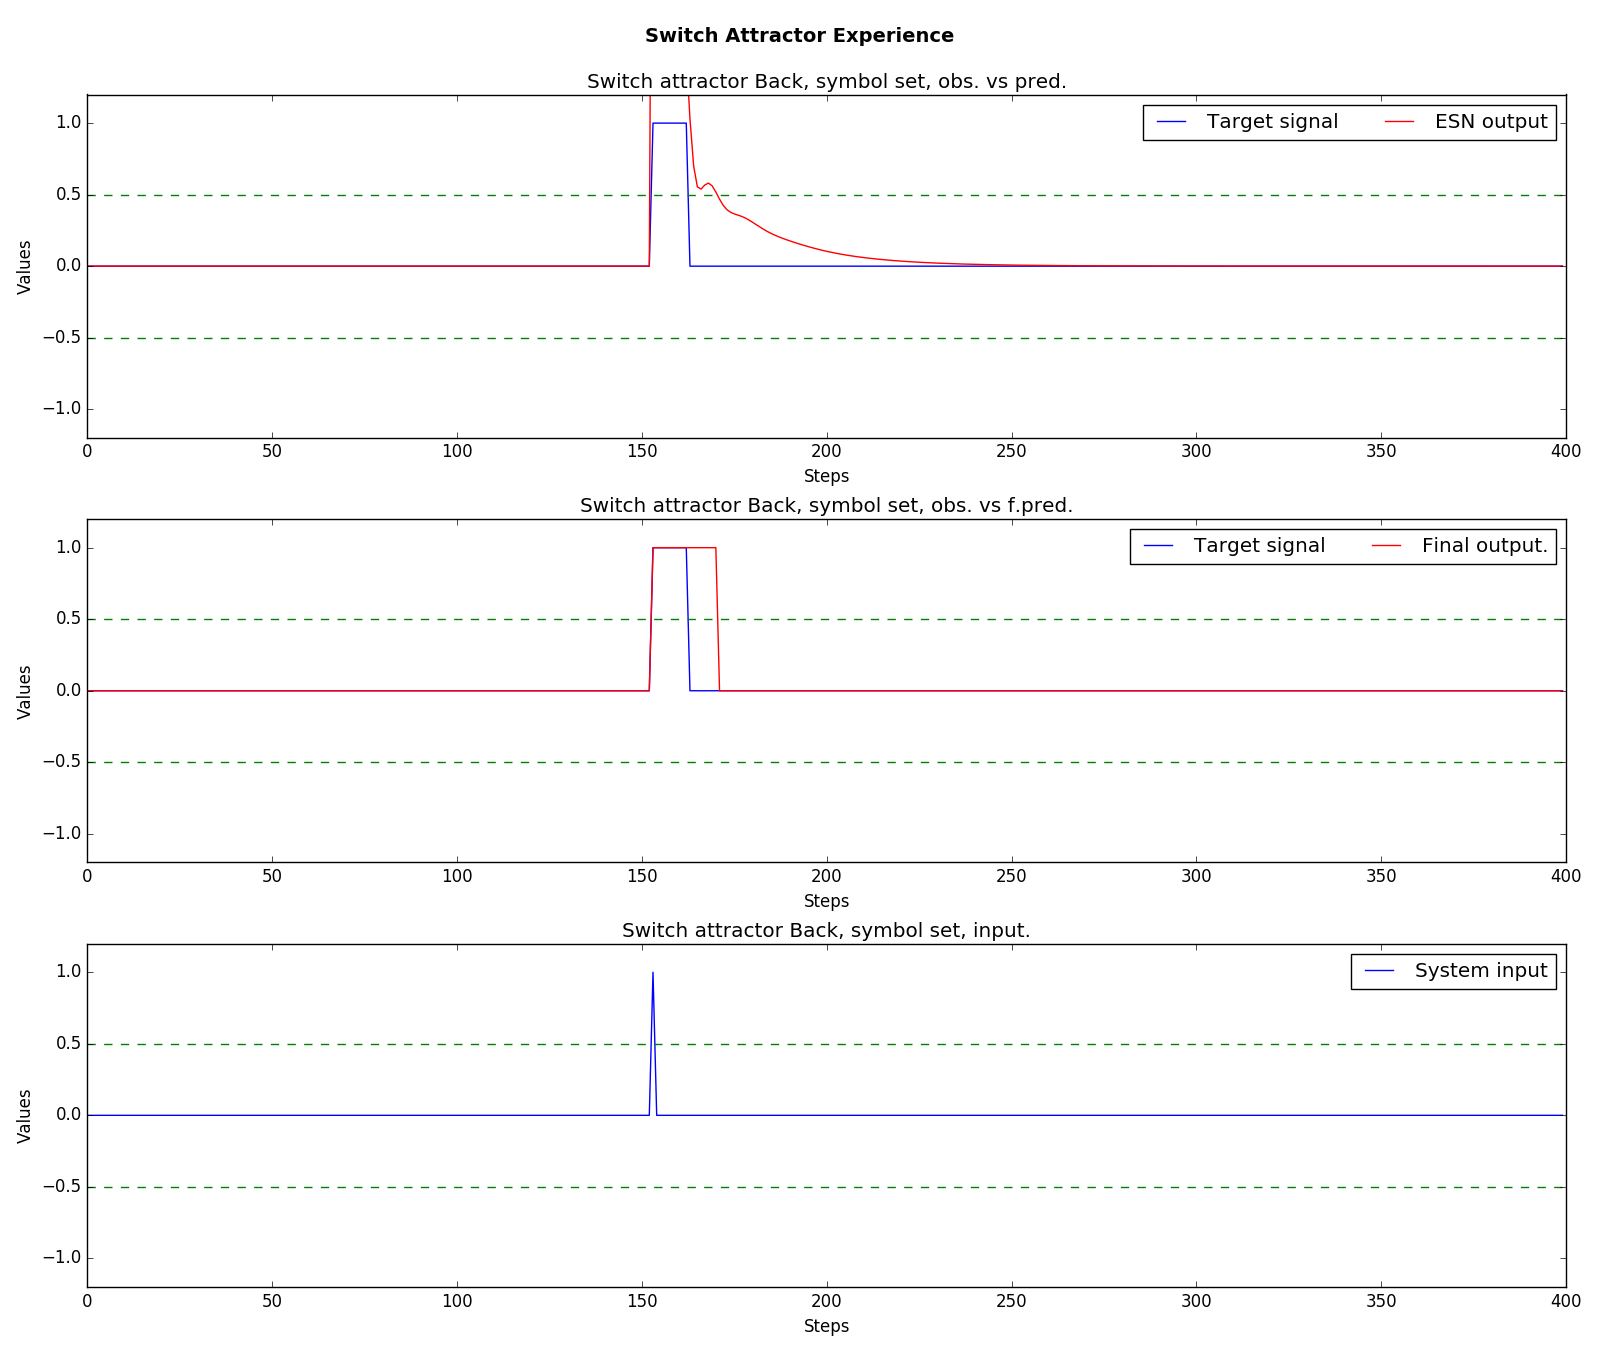 Switch Attractor Experience
Switch attractor Back, symbol set, obs. vs pred.
Target signal ESN output
1.0
0.5
0.0
−0.5
−1.0
Values
0 50 100 150 200 250 300 350 400
Steps
Switch attractor Back, symbol set, obs. vs f.pred.
Target signal Final output.
1.0
0.5
0.0
−0.5
−1.0
Values
0 50 100 150 200 250 300 350 400
Steps
Switch attractor Back, symbol set, input.
System input
1.0
0.5
0.0
−0.5
−1.0
Values
0 50 100 150 200 250 300 350 400
Steps